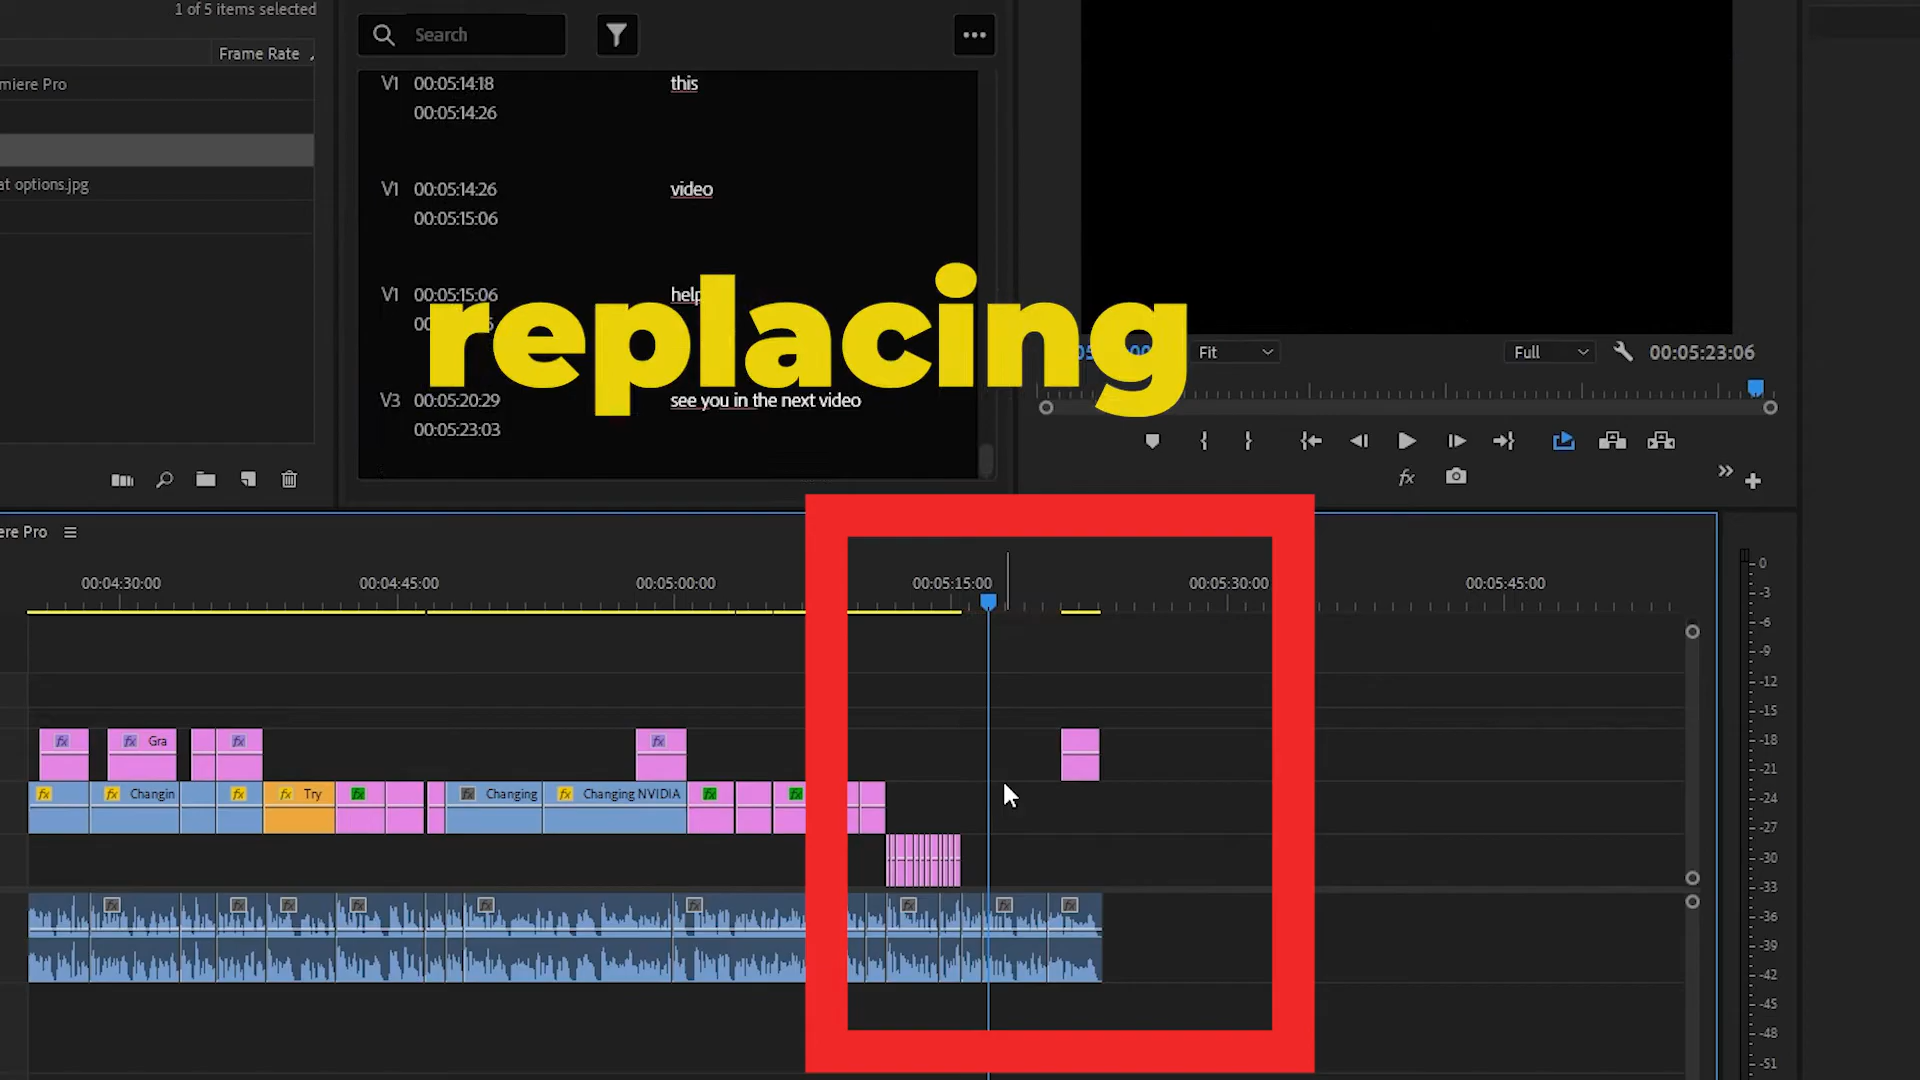 1 of 5 items selected
Frame Rate
miere Pro
at options.jpg
Search
V1 00:05:14:18 this
00:05:14:26
V1 00:05:14:26 video
00:05:15:06
V1 00:05:15:06 help
replacing
V3 00:05:20:29 see you in the next video
00:05:23:03
Fit
Full
00:05:23:06
fx
ere Pro
00:04:30:00 00:04:45:00 00:05:00:00 00:05:15:00 00:05:30:00 00:05:45:00
fx fx Gra fx fx
fx fx Changin fx fx Try fx fx Changing fx Changing NVIDIA fx fx
fx fx fx fx fx fx fx fx fx
0
-3
-6
-9
-12
-15
-18
-21
-24
-27
-30
-33
-36
-39
-42
-45
-48
-51